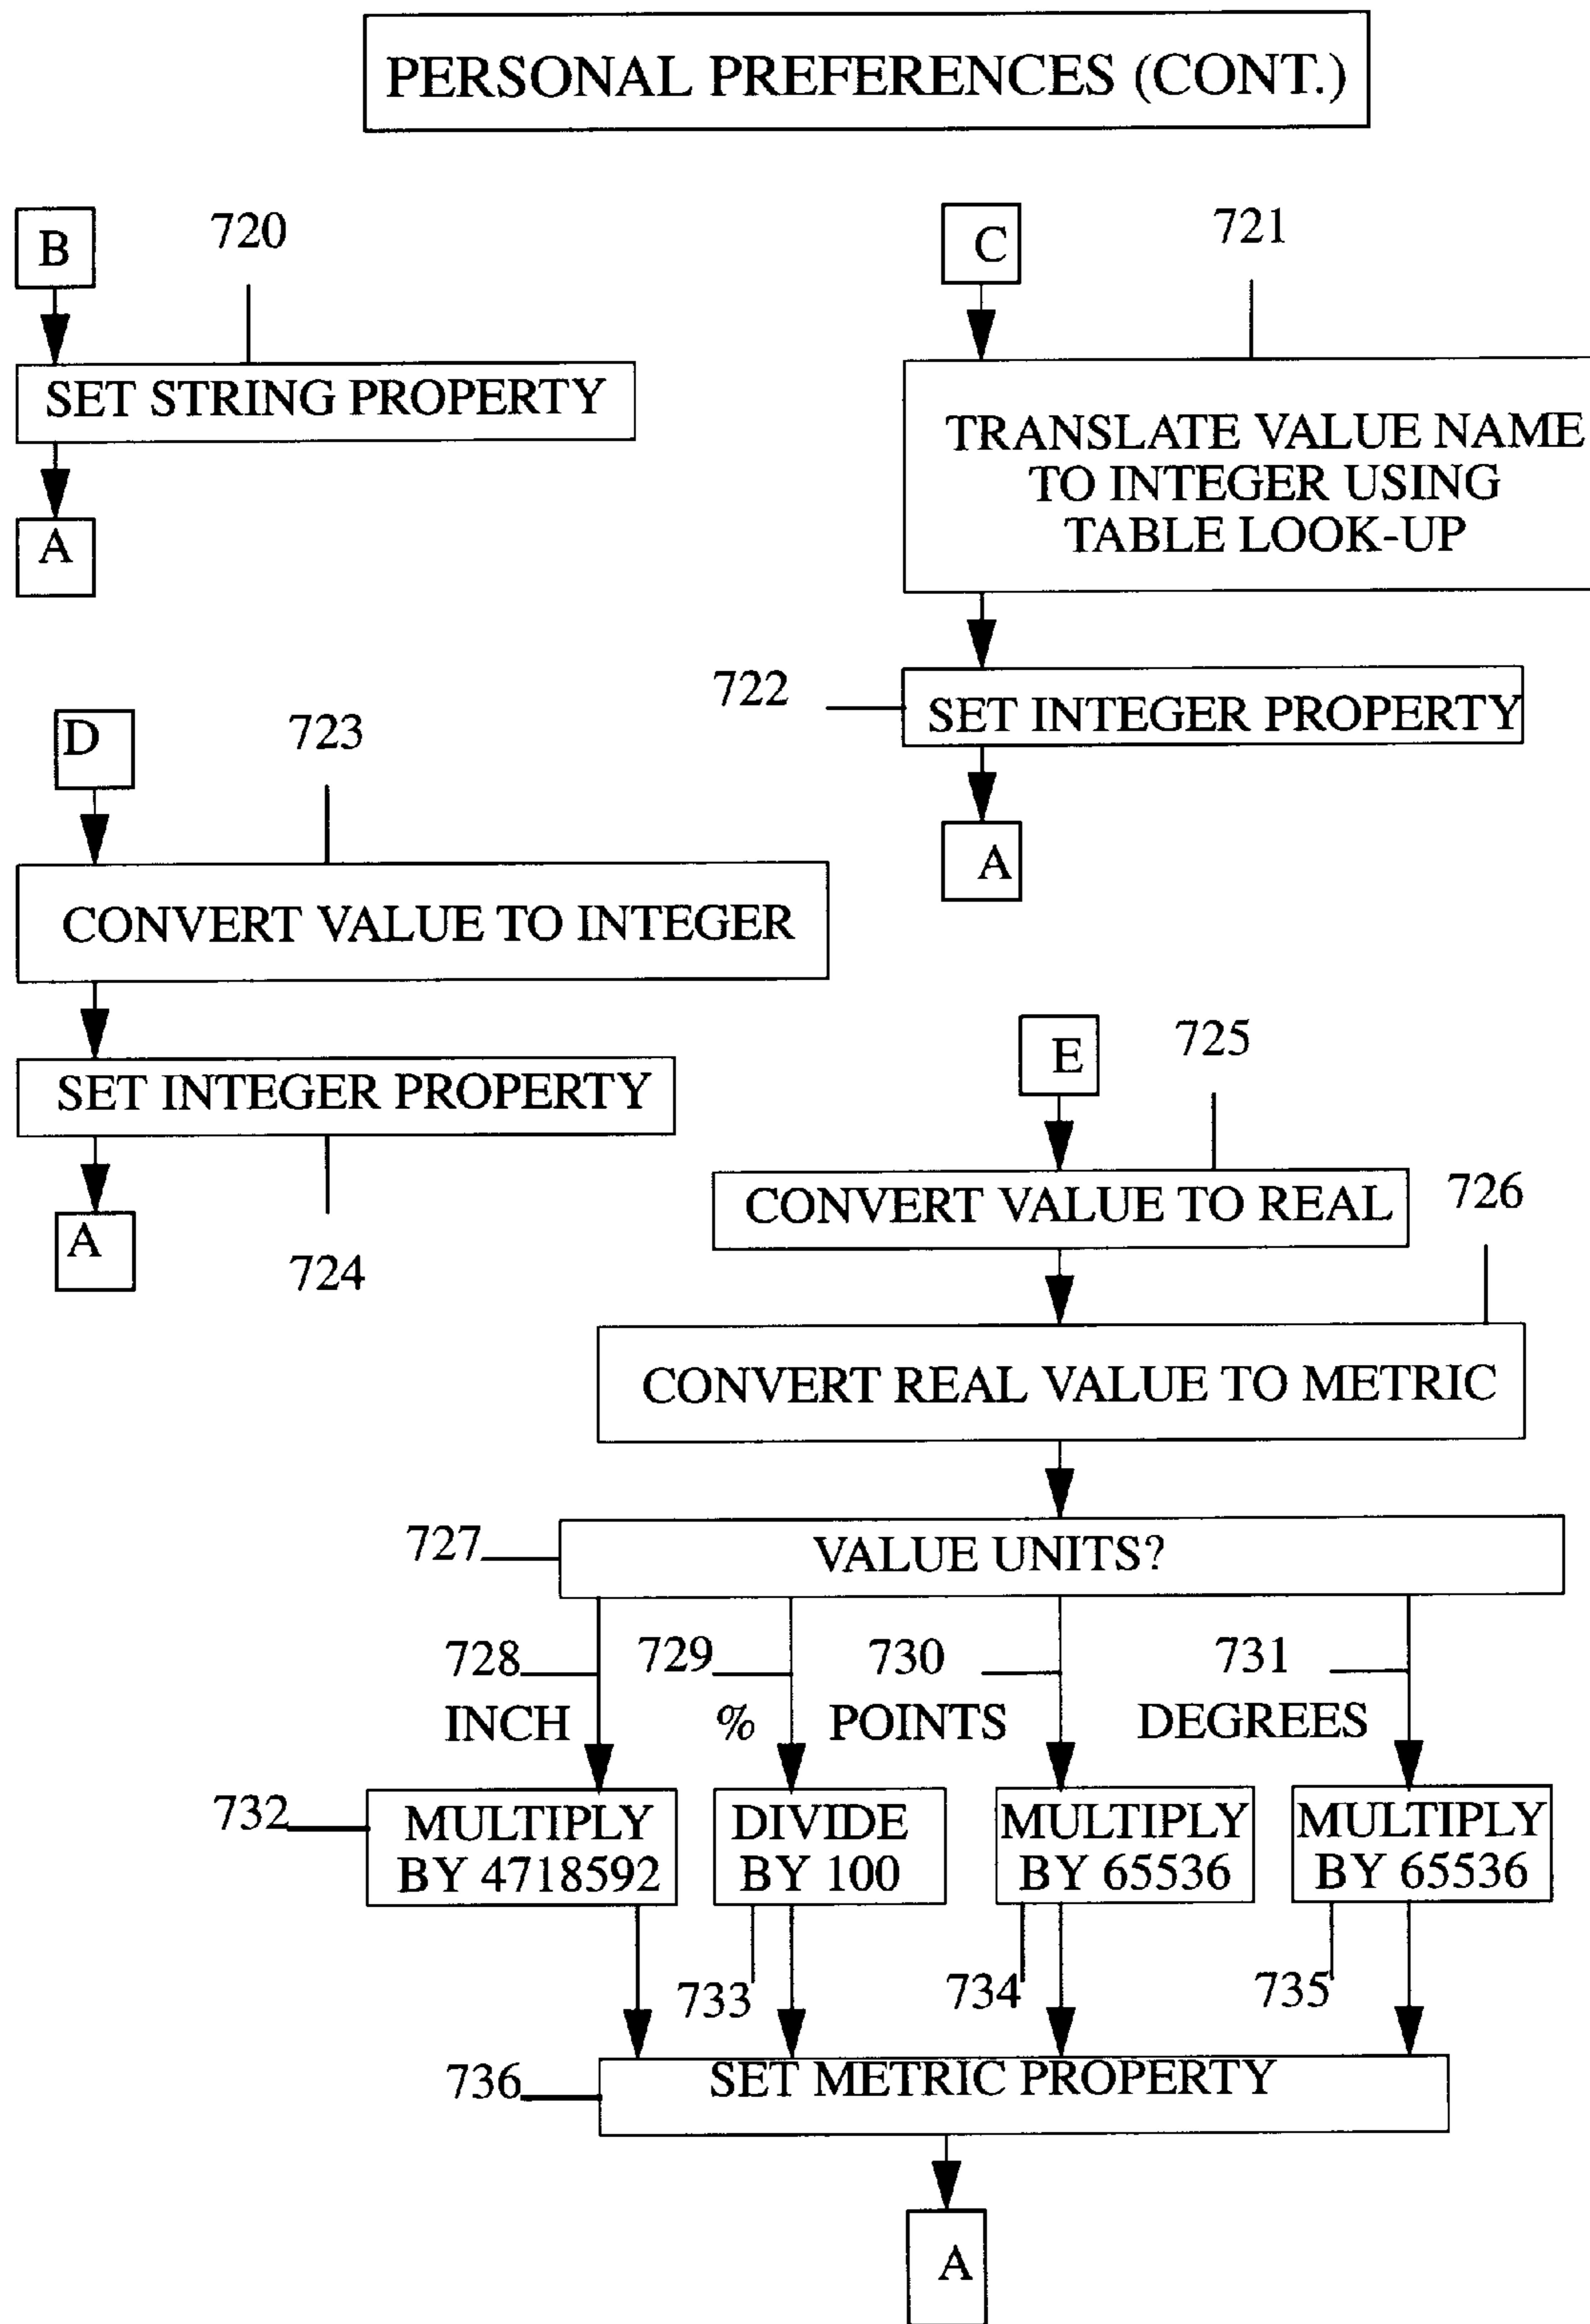 PERSONAL PREFERENCES (CONT.)
B
720
SET STRING PROPERTY
A
C
721
TRANSLATE VALUE NAME
TO INTEGER USING
TABLE LOOK-UP
722
SET INTEGER PROPERTY
A
D
723
CONVERT VALUE TO INTEGER
SET INTEGER PROPERTY
A
724
E
725
CONVERT VALUE TO REAL
726
CONVERT REAL VALUE TO METRIC
727
VALUE UNITS?
728
INCH
729
%
730
POINTS
731
DEGREES
732
MULTIPLY
BY 4718592
DIVIDE
BY 100
MULTIPLY
BY 65536
MULTIPLY
BY 65536
733
734
735
736
SET METRIC PROPERTY
A